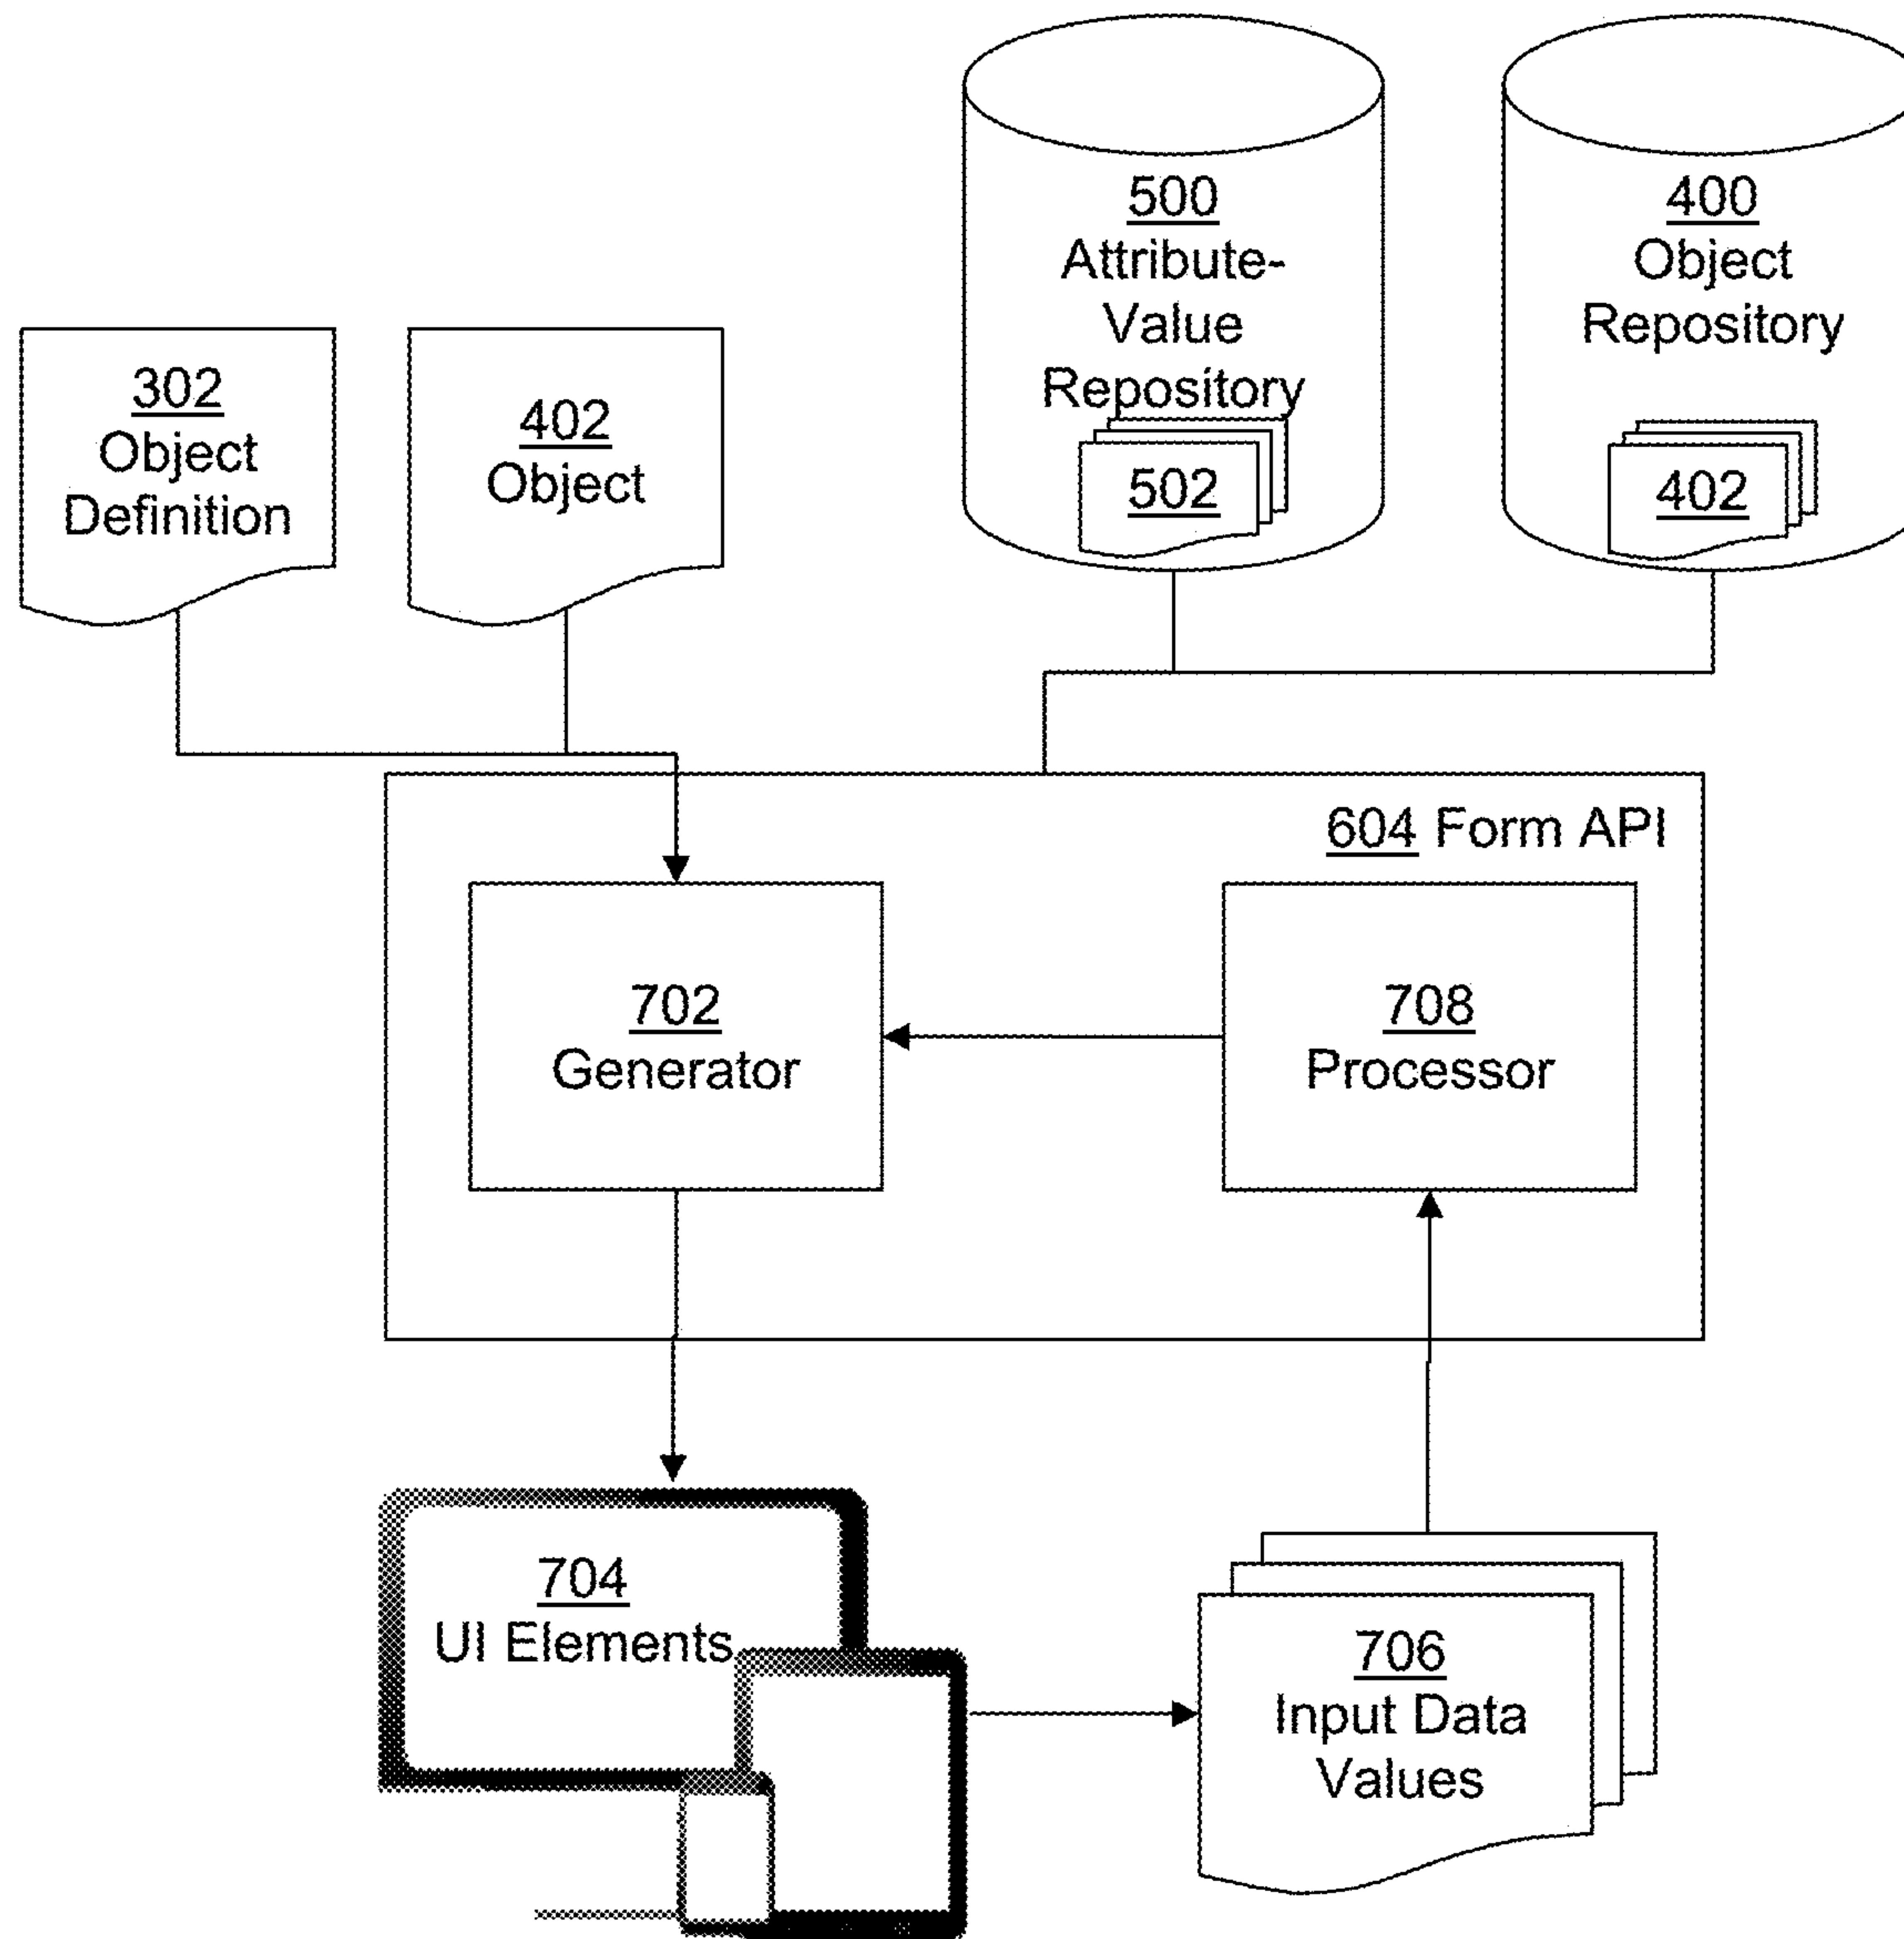 500
Attribute-
Value
Repository
502
400
Object
Repository
402
302
Object
Definition
402
Object
604 Form API
702
Generator
708
Processor
704
UI Elements
706
Input Data
Values